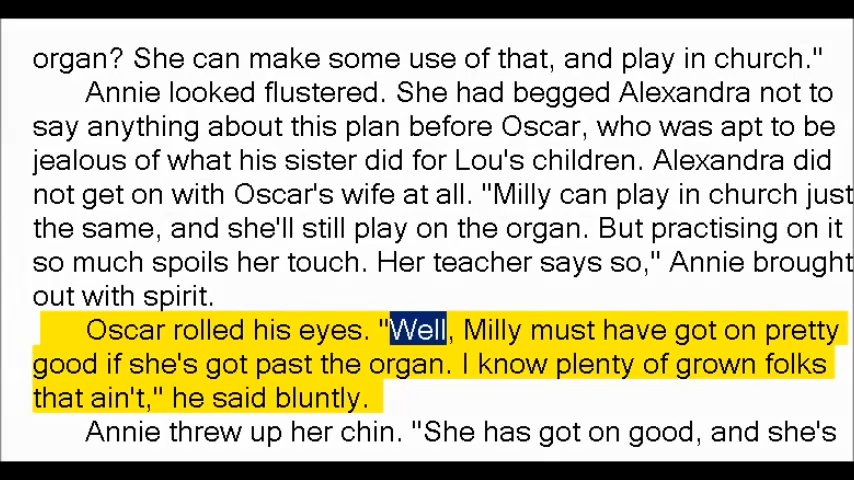 organ? She can make some use of that, and play in church."
Annie looked flustered. She had begged Alexandra not to
say anything about this plan before Oscar, who was apt to be
jealous of what his sister did for Lou's children. Alexandra did
not get on with Oscar's wife at all. "Milly can play in church just
the same, and she'll still play on the organ. But practising on it
so much spoils her touch. Her teacher says so," Annie brought
out with spirit.
Oscar rolled his eyes. "Well, Milly must have got on pretty
good if she's got past the organ. I know plenty of grown folks
that ain't," he said bluntly.
Annie threw up her chin. "She has got on good, and she's